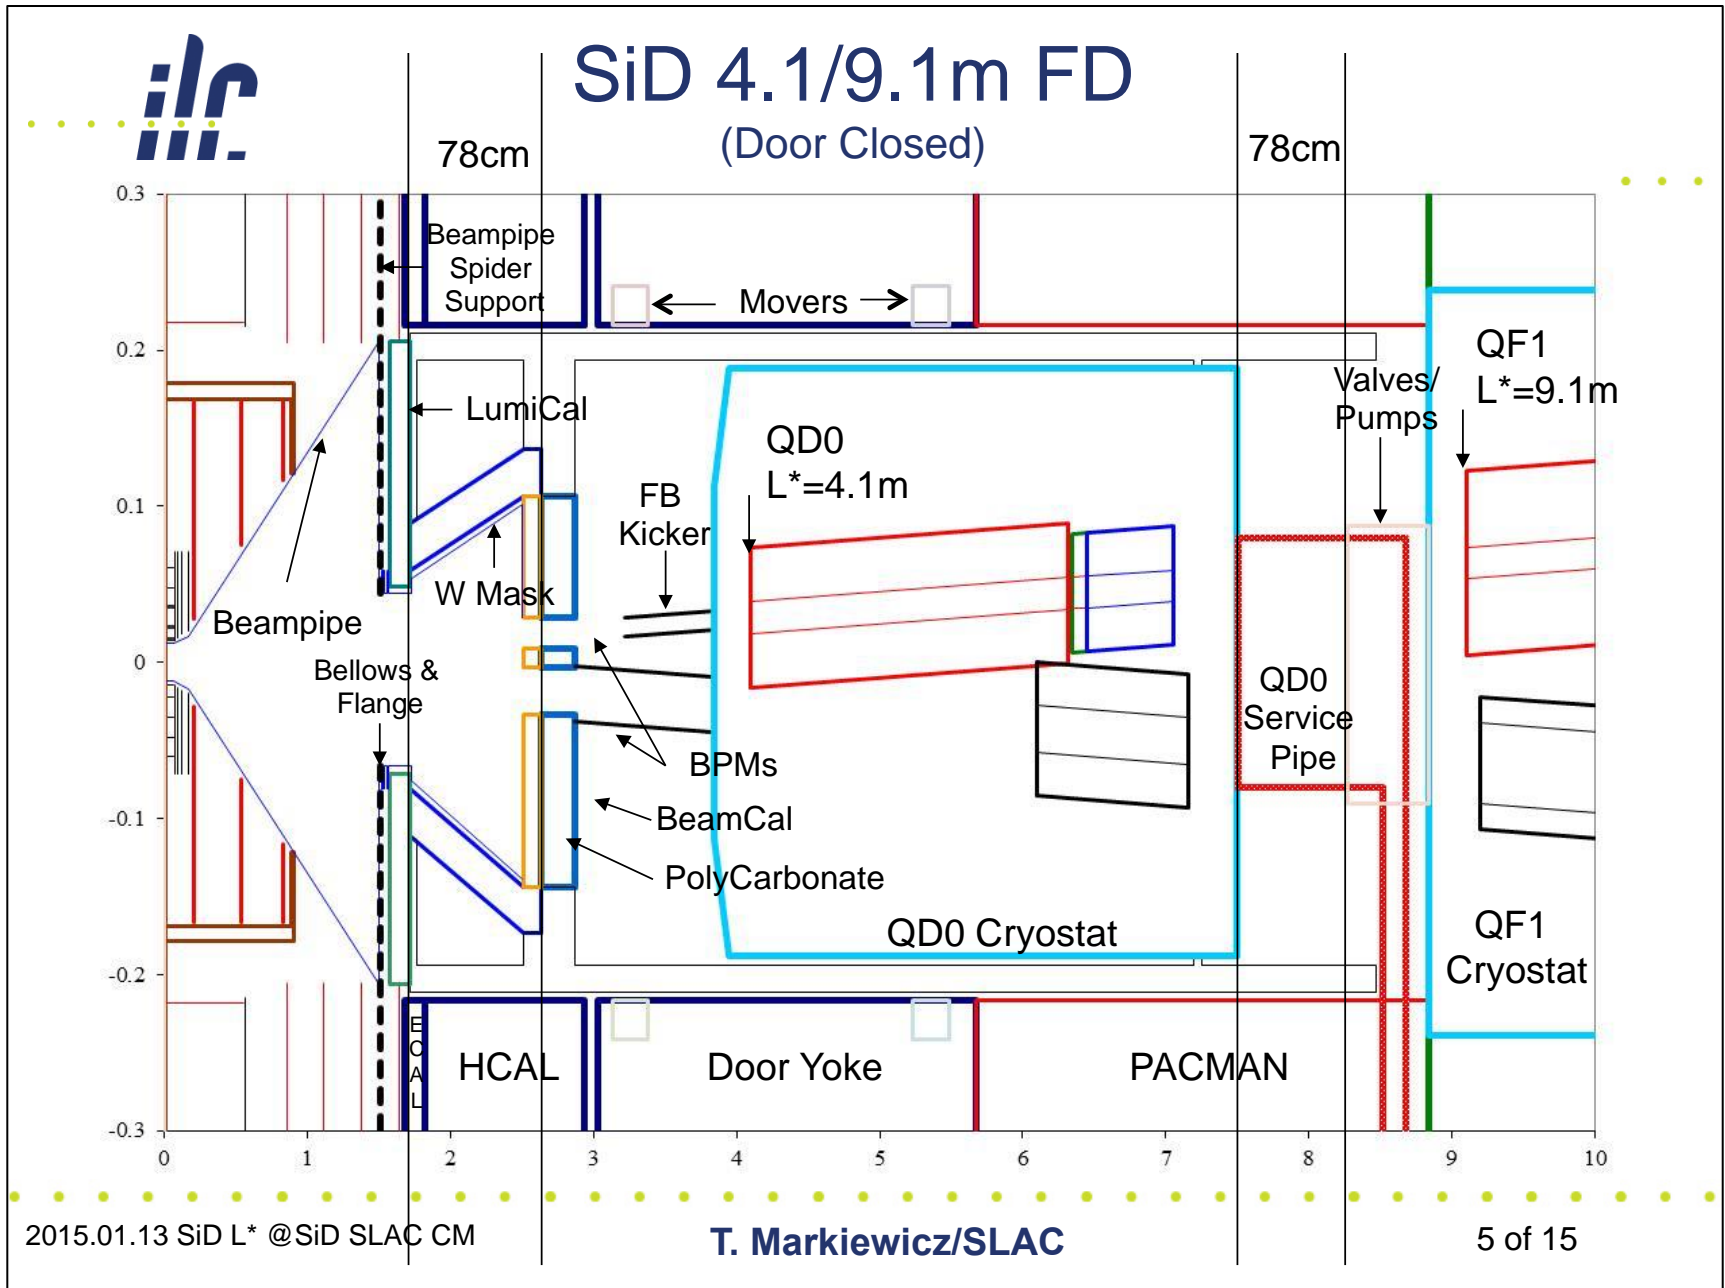 ilc
SiD 4.1/9.1m FD
(Door Closed)
78cm
78cm
0.3
0.2
0.1
0
-0.1
-0.2
-0.3
Beampipe
Spider
Support
Movers
QF1
L*=9.1m
Valves/
Pumps
LumiCal
QD0
L*=4.1m
FB
Kicker
W Mask
Beampipe
Bellows &
Flange
QD0
Service
Pipe
BPMs
BeamCal
PolyCarbonate
QD0 Cryostat
QF1
Cryostat
ECAL
HCAL
Door Yoke
PACMAN
0 1 2 3 4 5 6 7 8 9 10
2015.01.13 SiD L* @SiD SLAC CM
T. Markiewicz/SLAC
5 of 15